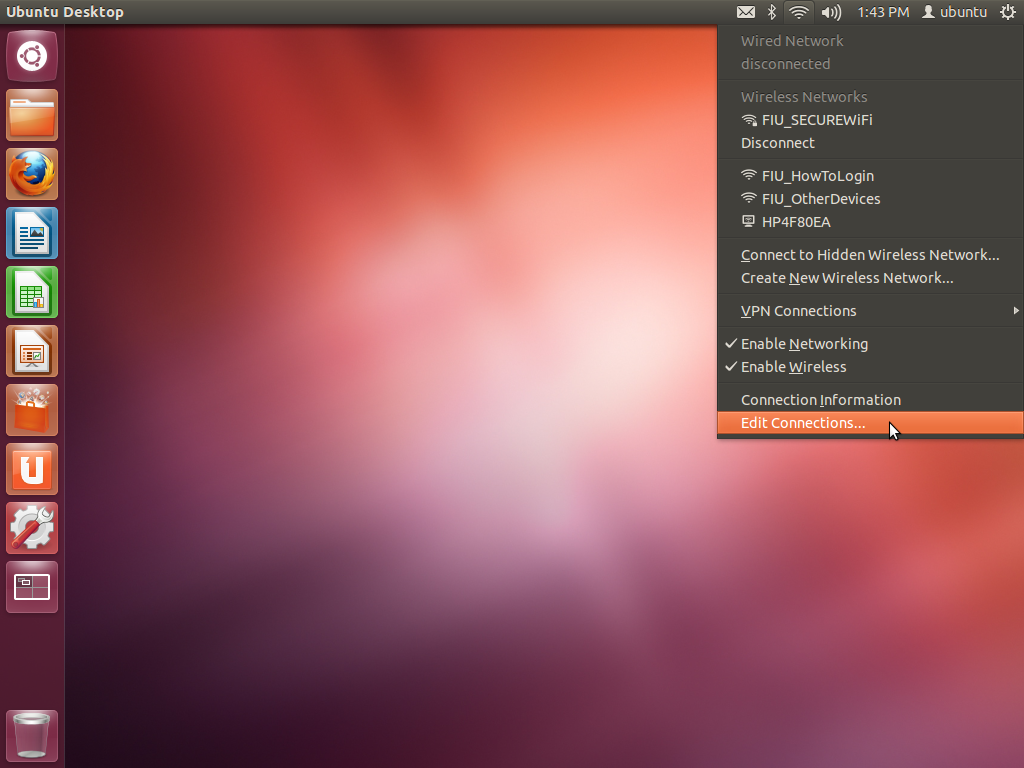 Ubuntu Desktop
1:43 PM ubuntu
Wired Network
disconnected
Wireless Networks
FIU_SECUREWiFi
Disconnect
FIU_HowToLogin
FIU_OtherDevices
HP4F80EA
Connect to Hidden Wireless Network...
Create New Wireless Network...
VPN Connections
Enable Networking
Enable Wireless
Connection Information
Edit Connections...